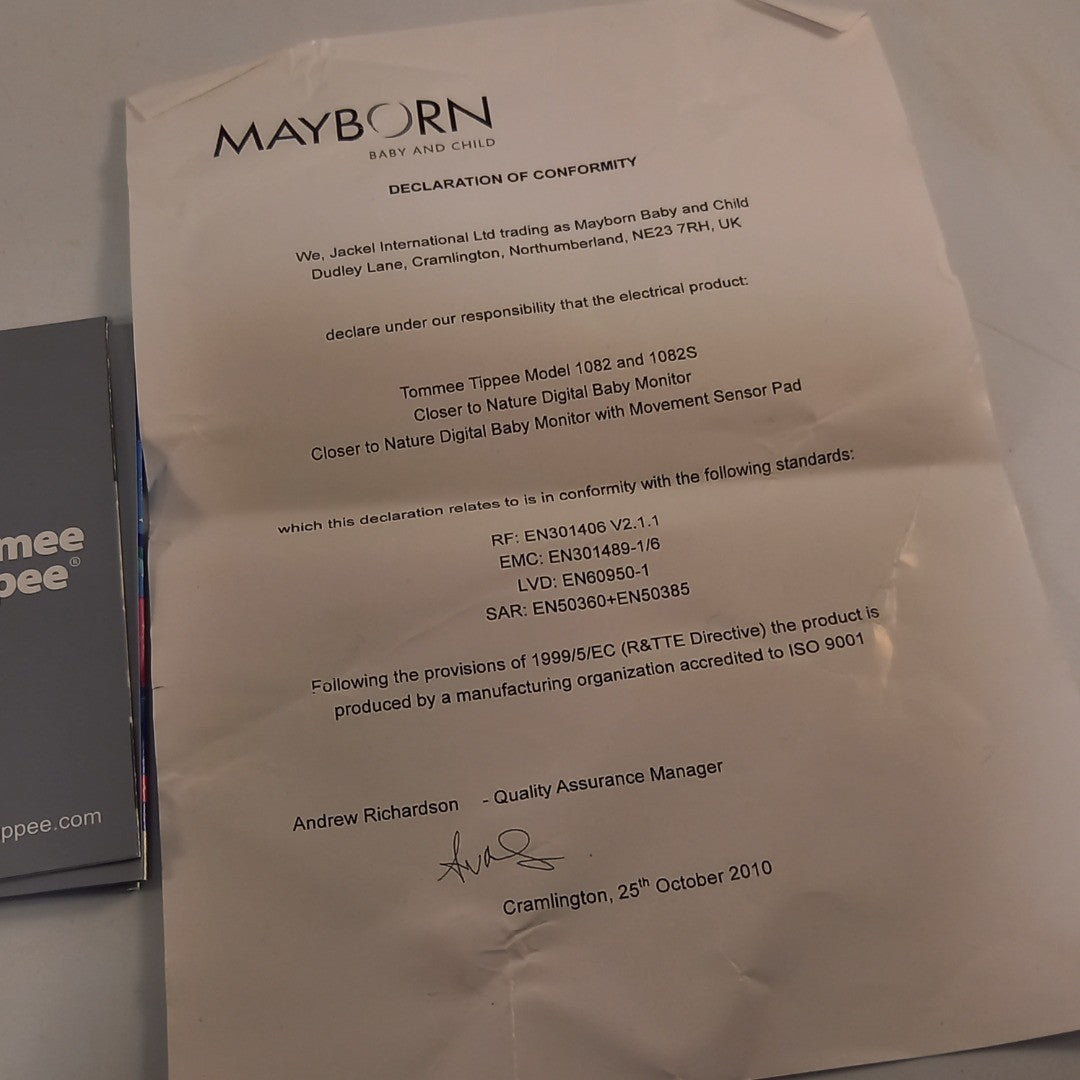 MAYBORN
BABY AND CHILD
DECLARATION OF CONFORMITY
We, Jackel International Ltd trading as Mayborn Baby and Child
Dudley Lane, Cramlington, Northumberland, NE23 7RH, UK
declare under our responsibility that the electrical product:
Tommee Tippee Model 1082 and 1082S
Closer to Nature Digital Baby Monitor
Closer to Nature Digital Baby Monitor with Movement Sensor Pad
which this declaration relates to is in conformity with the following standards:
RF: EN301406 V2.1.1
EMC: EN301489-1/6
LVD: EN60950-1
SAR: EN50360+EN50385
Following the provisions of 1999/5/EC (R&TTE Directive) the product is
produced by a manufacturing organization accredited to ISO 9001
Andrew Richardson - Quality Assurance Manager
Cramlington, 25th October 2010
mee
pee®
ppee.com